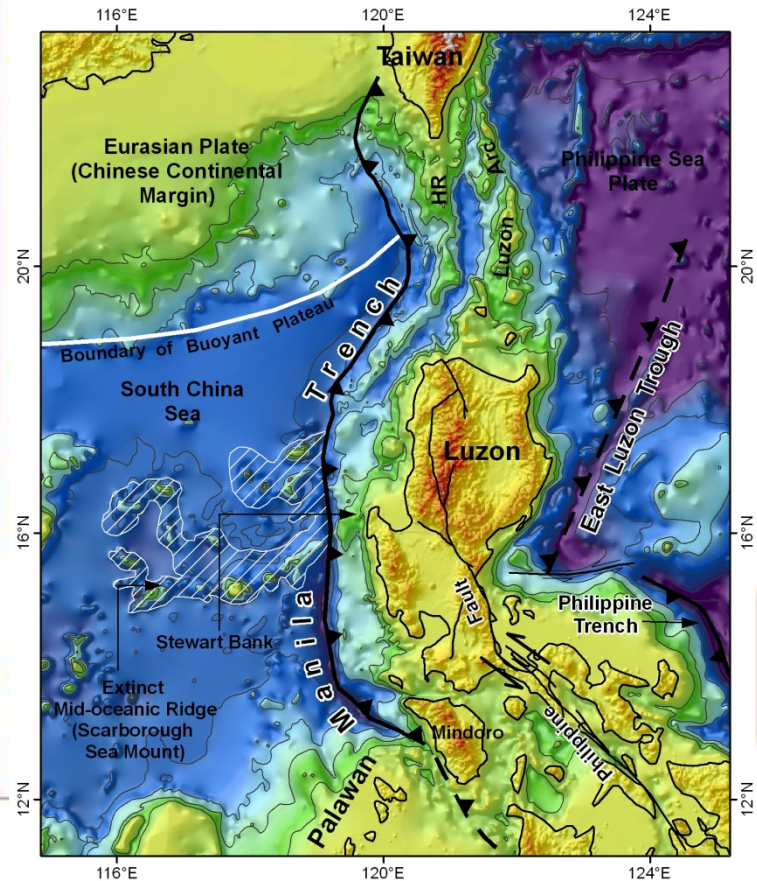 116°E
120°E
124°E
Taiwan
Eurasian Plate
(Chinese Continental
Margin)
HR
Luzon Arc
Philippine Sea
Plate
20°N
20°N
Boundary of Buoyant Plateau
Manila Trench
South China
Sea
Luzon
East Luzon Trough
16°N
16°N
Stewart Bank
Philippine Fault
Philippine
Trench
Extinct
Mid-oceanic Ridge
(Scarborough
Sea Mount)
Mindoro
Palawan
12°N
12°N
116°E
120°E
124°E